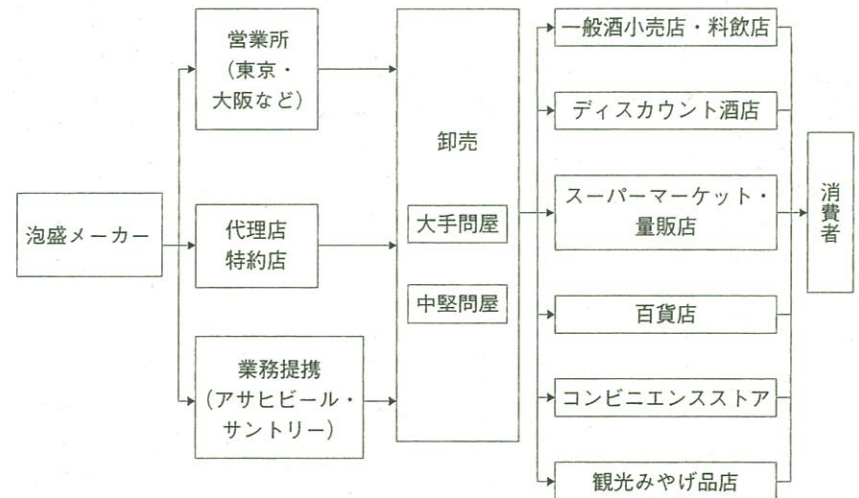 泡盛メーカー
営業所
（東京・
大阪など）
代理店
特約店
業務提携
（アサヒビール・
サントリー）
卸売
大手問屋
中堅問屋
一般酒小売店・料飲店
ディスカウント酒店
スーパーマーケット・
量販店
百貨店
コンビニエンスストア
観光みやげ品店
消費者